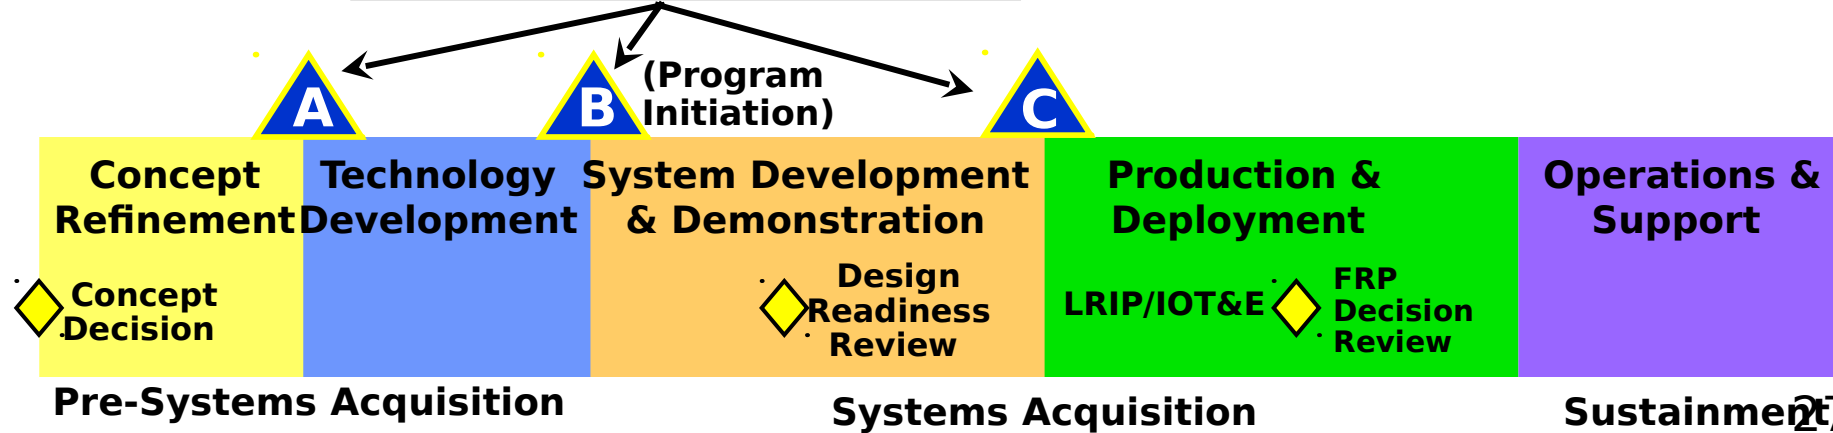 A
B
(Program
Initiation)
C
Concept
Refinement
Technology
Development
System Development
& Demonstration
Production &
Deployment
Operations &
Support
Concept
Decision
Design
Readiness
Review
LRIP/IOT&E
FRP
Decision
Review
Pre-Systems Acquisition
Systems Acquisition
Sustainment